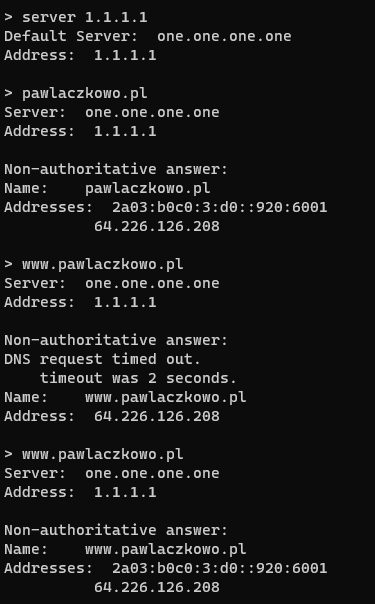 > server 1.1.1.1
Default Server:  one.one.one.one
Address:  1.1.1.1

> pawlaczkowo.pl
Server:  one.one.one.one
Address:  1.1.1.1

Non-authoritative answer:
Name:    pawlaczkowo.pl
Addresses:  2a03:b0c0:3:d0::920:6001
          64.226.126.208

> www.pawlaczkowo.pl
Server:  one.one.one.one
Address:  1.1.1.1

Non-authoritative answer:
DNS request timed out.
    timeout was 2 seconds.
Name:    www.pawlaczkowo.pl
Address:  64.226.126.208

> www.pawlaczkowo.pl
Server:  one.one.one.one
Address:  1.1.1.1

Non-authoritative answer:
Name:    www.pawlaczkowo.pl
Addresses:  2a03:b0c0:3:d0::920:6001
          64.226.126.208